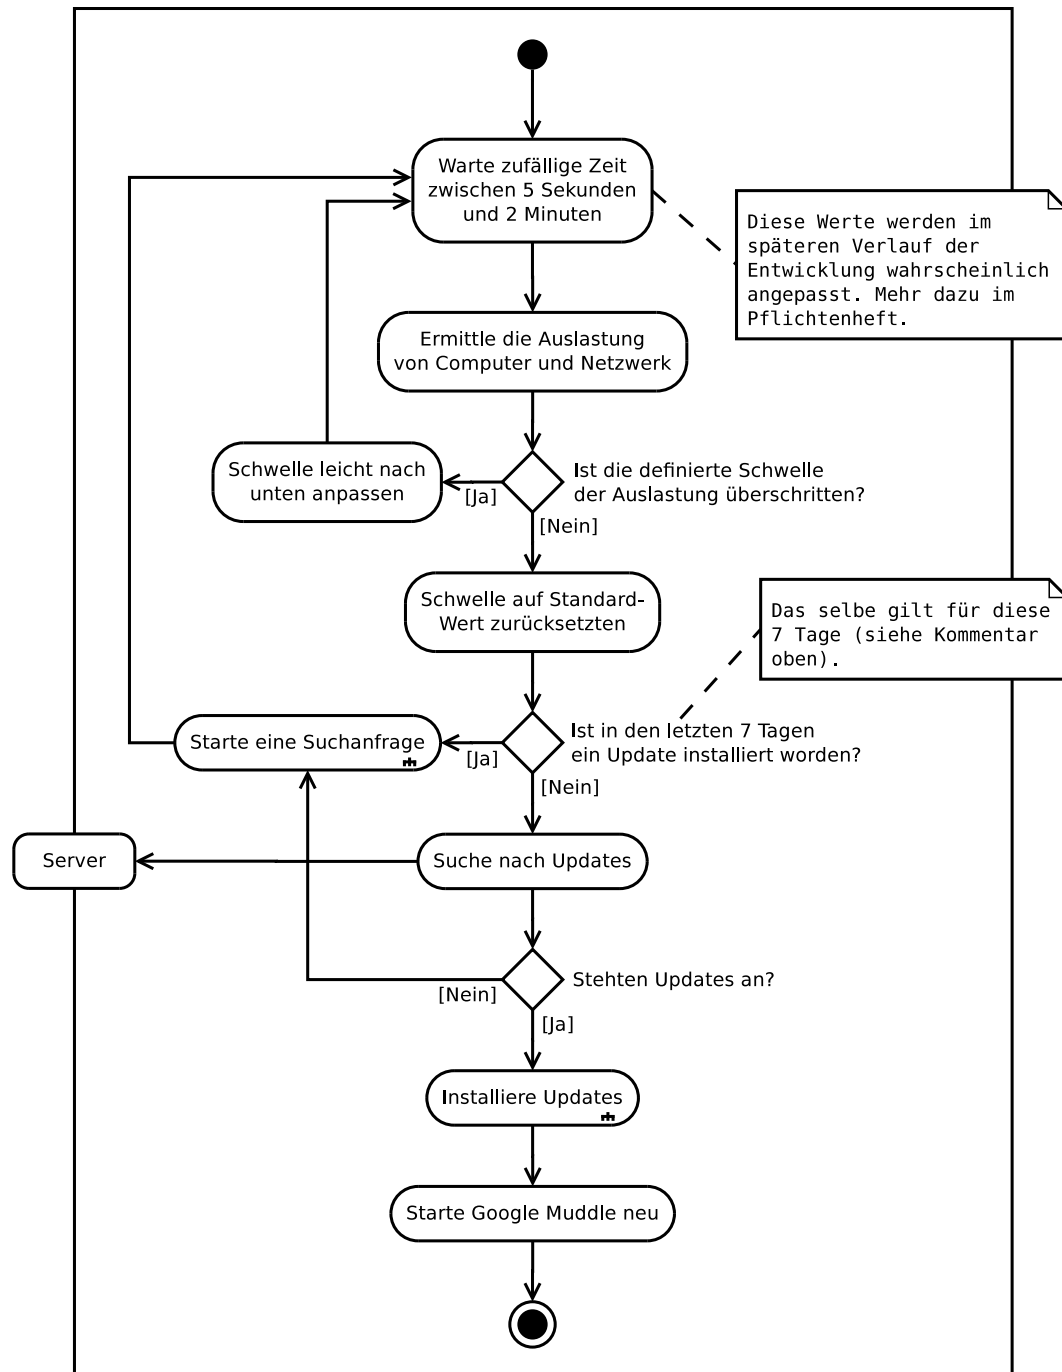 Warte zufällige Zeit
zwischen 5 Sekunden
und 2 Minuten
Diese Werte werden im
späteren Verlauf der
Entwicklung wahrscheinlich
angepasst. Mehr dazu im
Pflichtenheft.
Ermittle die Auslastung
von Computer und Netzwerk
Schwelle leicht nach
unten anpassen
[Ja]
Ist die definierte Schwelle
der Auslastung überschritten?
[Nein]
Schwelle auf Standard-
Wert zurücksetzten
Das selbe gilt für diese
7 Tage (siehe Kommentar
oben).
Starte eine Suchanfrage
[Ja]
Ist in den letzten 7 Tagen
ein Update installiert worden?
[Nein]
Server
Suche nach Updates
[Nein]
Stehten Updates an?
[Ja]
Installiere Updates
Starte Google Muddle neu